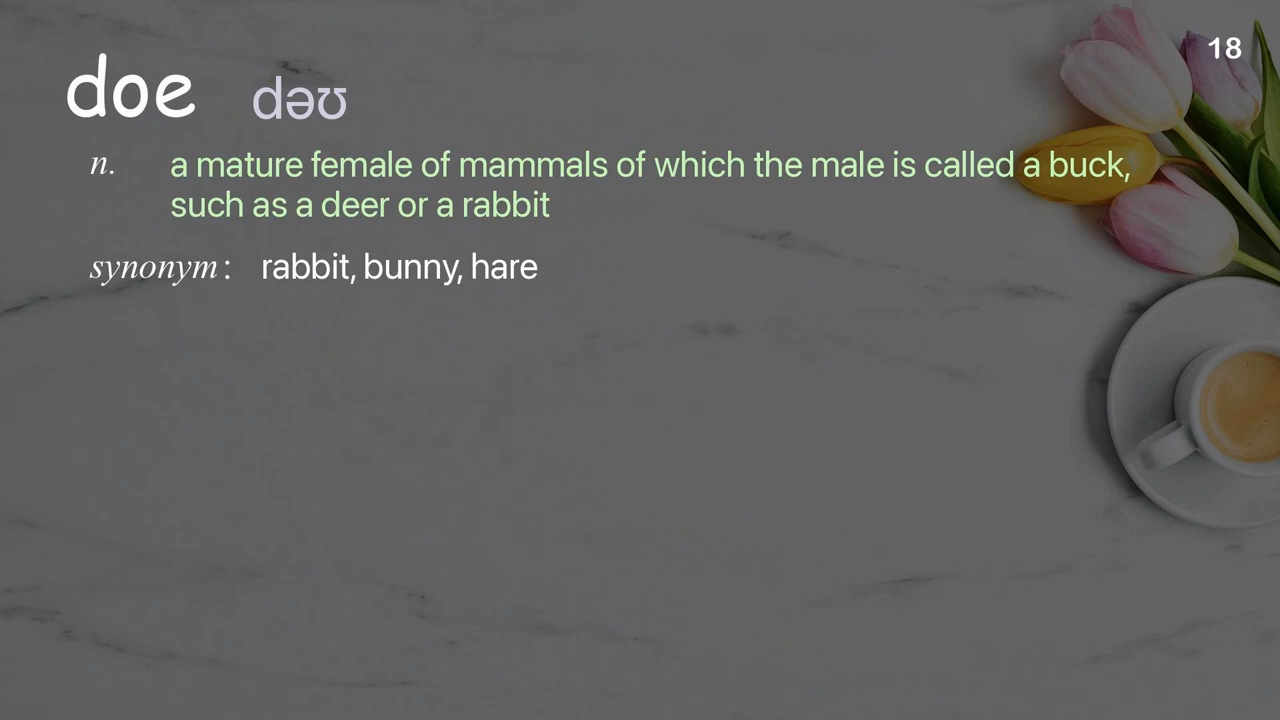 18
doe dəʊ
n. a mature female of mammals of which the male is called a buck,
such as a deer or a rabbit
synonym: rabbit, bunny, hare